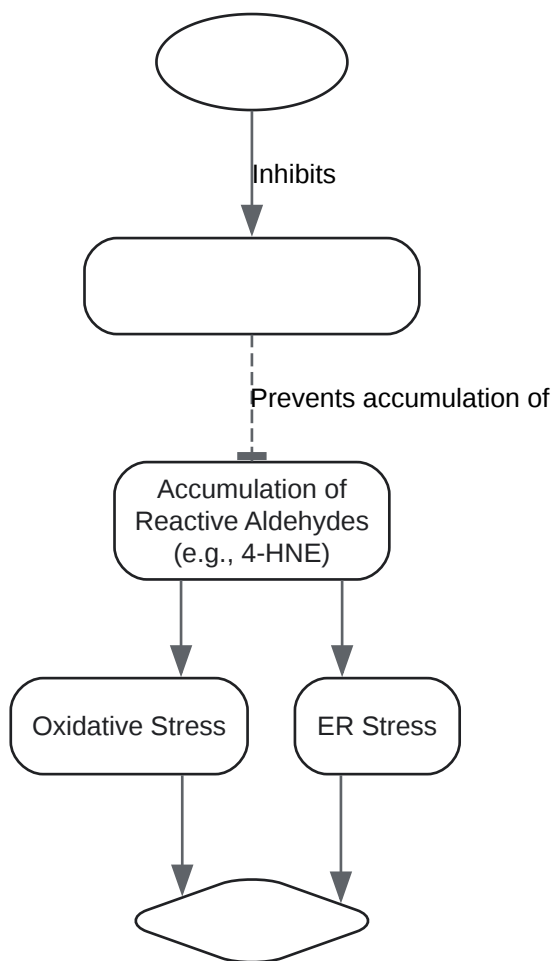 Inhibits
Prevents accumulation of
Accumulation of
Reactive Aldehydes
(e.g., 4-HNE)
Oxidative Stress
ER Stress